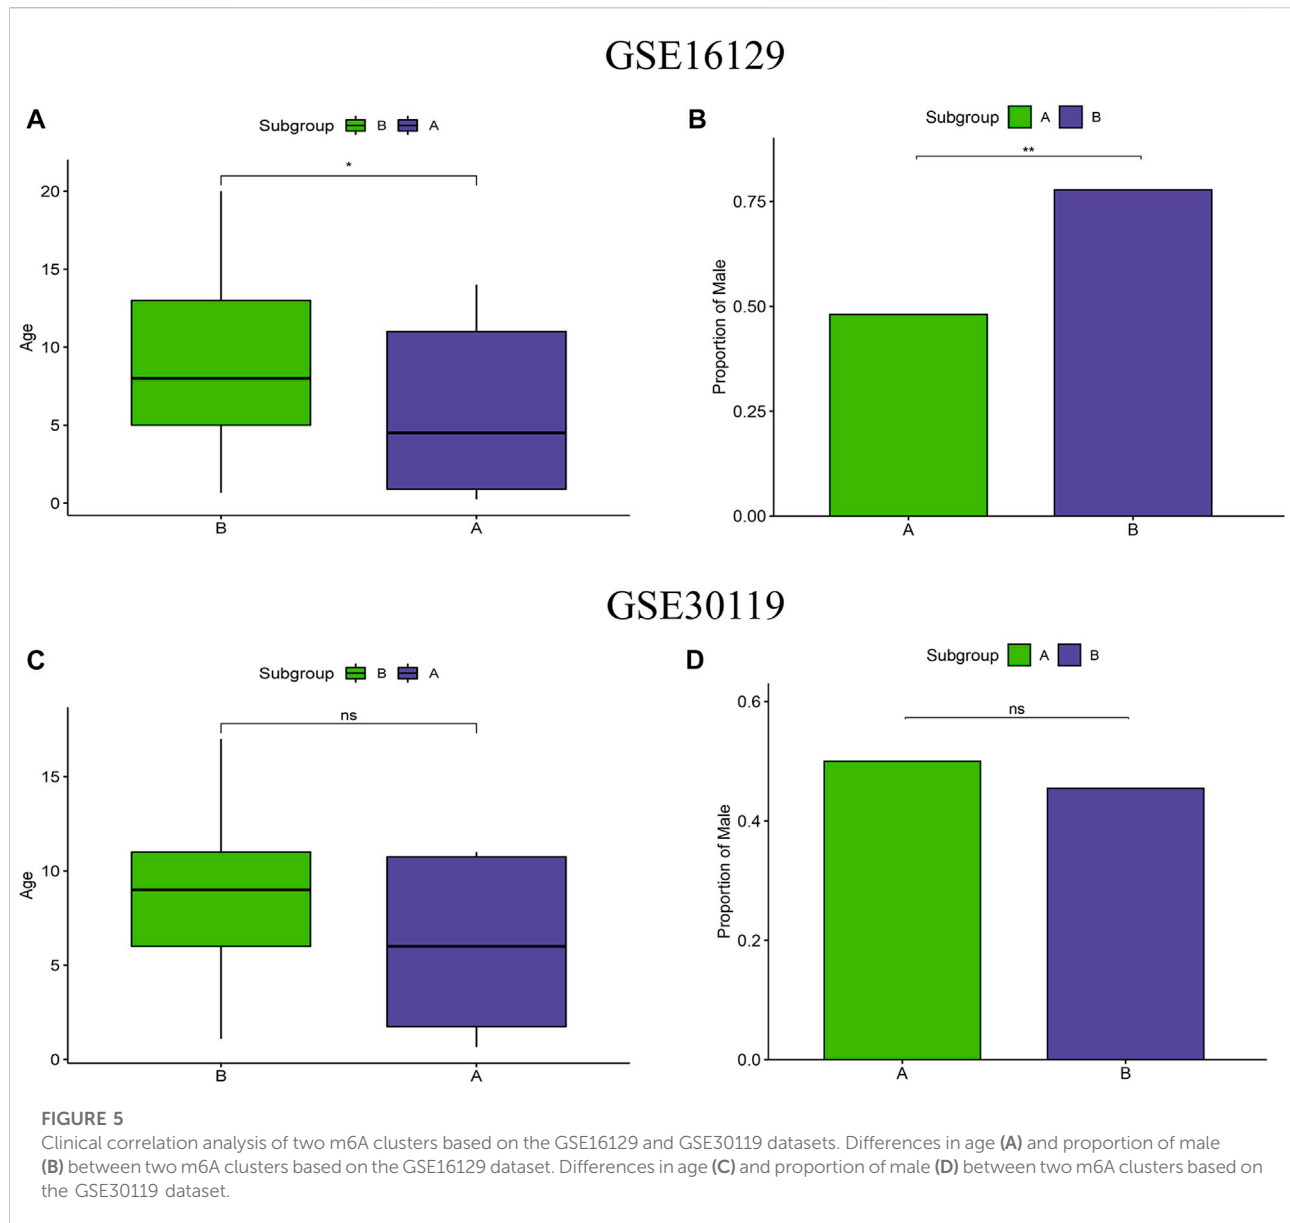 GSE16129
A
Subgroup B A
*
20
15
10
5
0
Age
B A
B
Subgroup A B
**
0.75
0.50
0.25
0.00
Proportion of Male
A B
GSE30119
C
Subgroup B A
ns
15
10
5
0
Age
B A
D
Subgroup A B
ns
0.6
0.4
0.2
0.0
Proportion of Male
A B
FIGURE 5
Clinical correlation analysis of two m6A clusters based on the GSE16129 and GSE30119 datasets. Differences in age (A) and proportion of male
(B) between two m6A clusters based on the GSE16129 dataset. Differences in age (C) and proportion of male (D) between two m6A clusters based on
the GSE30119 dataset.